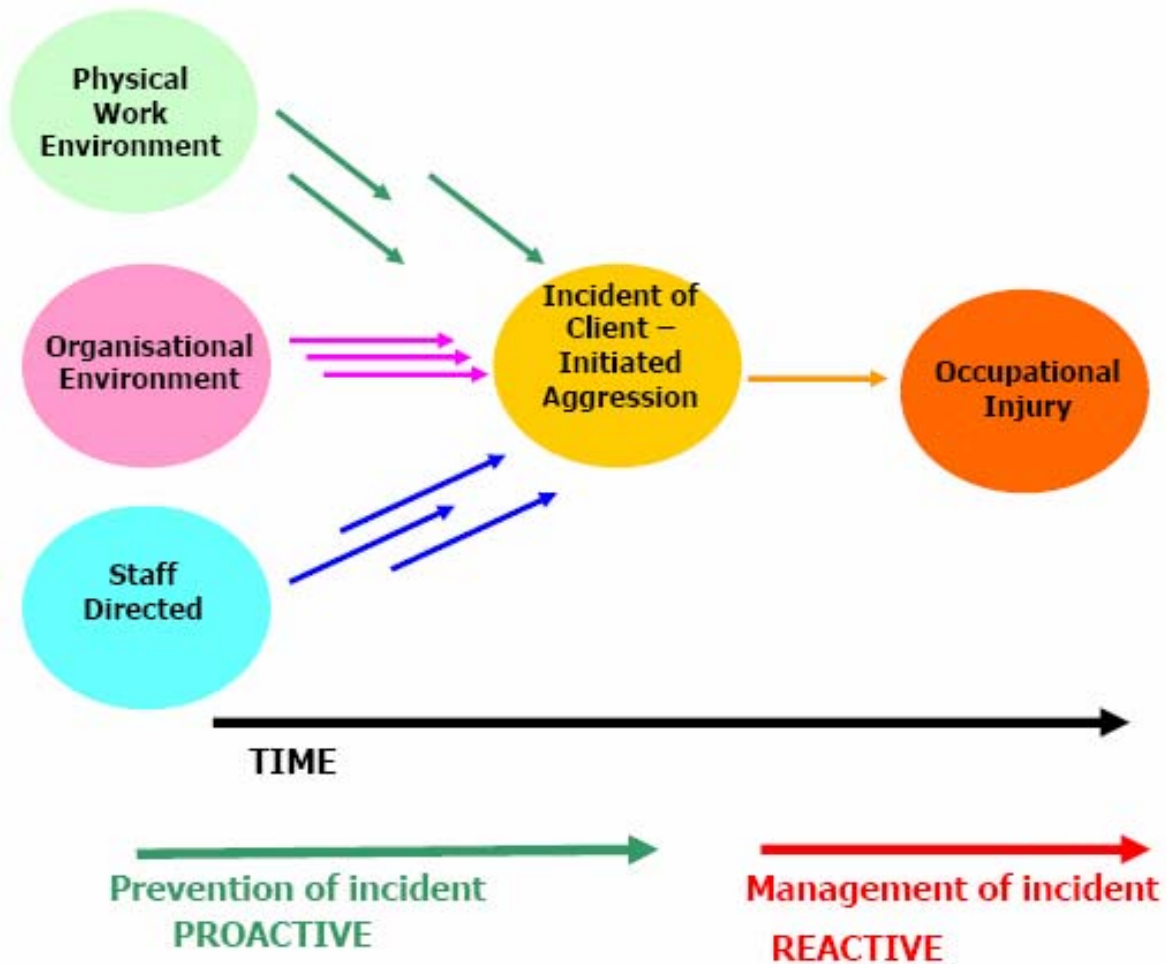 Physical
Work
Environment
Organisational
Environment
Staff
Directed
Incident of
Client –
Initiated
Aggression
Occupational
Injury
TIME
Prevention of incident
PROACTIVE
Management of incident
REACTIVE